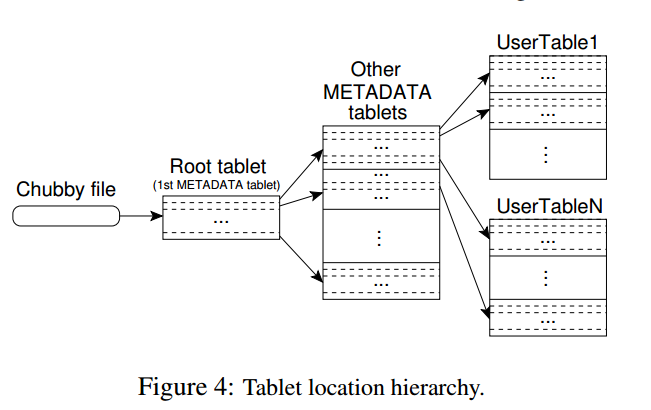 UserTable1
...
...
⋮
Other
METADATA
tablets
...
...
...
⋮
...
Root tablet
(1st METADATA tablet)
...
Chubby file
UserTableN
...
⋮
...
Figure 4: Tablet location hierarchy.